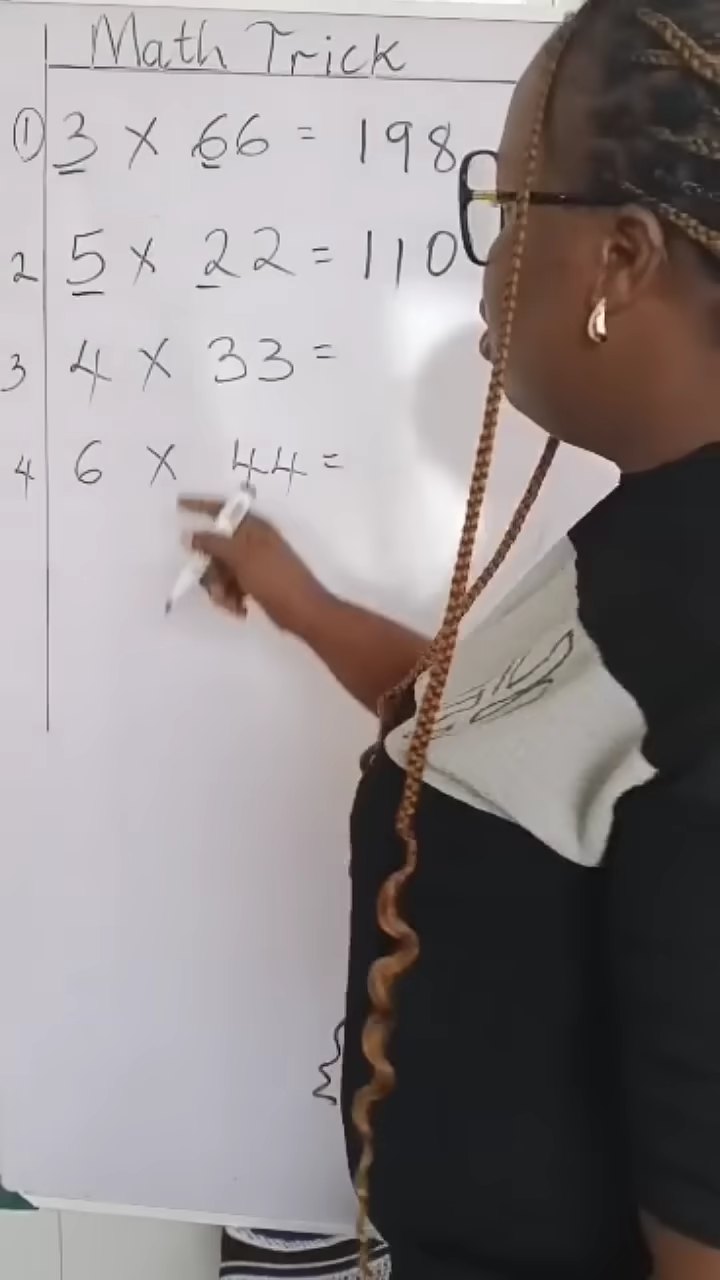 Math Trick
① 3 X 66 = 198
2 5 X 22 = 110
3 4 X 33 =
4 6 X 44 =